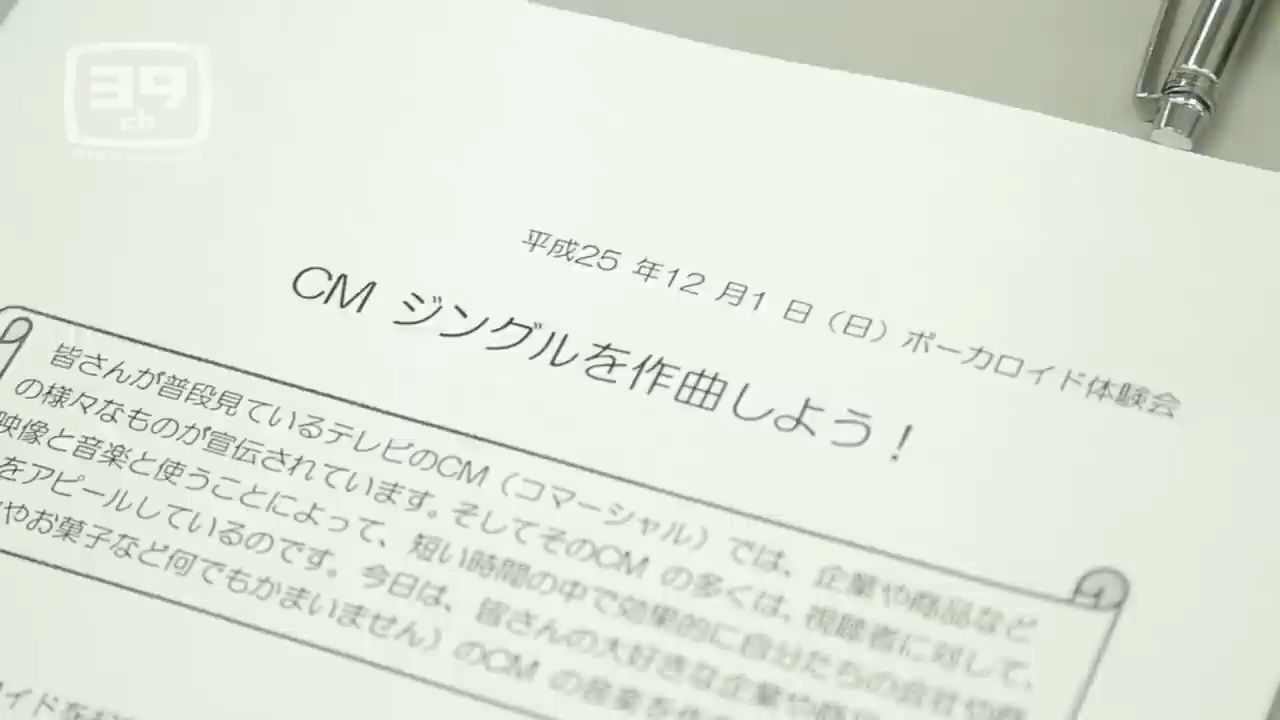 39
ch
平成25 年12 月1 日（日）ボーカロイド体験会
CM ジングルを作曲しよう！
皆さんが普段見ているテレビのCM（コマーシャル）では、企業や商品など
の様々なものが宣伝されています。そしてそのCM の多くは、視聴者に対して、
映像と音楽と使うことによって、短い時間の中で効果的に自分たちの会社や商
をアピールしているのです。今日は、皆さんの大好きな企業や商品
やお菓子など何でもかまいません）のCM の音楽を作
イドを